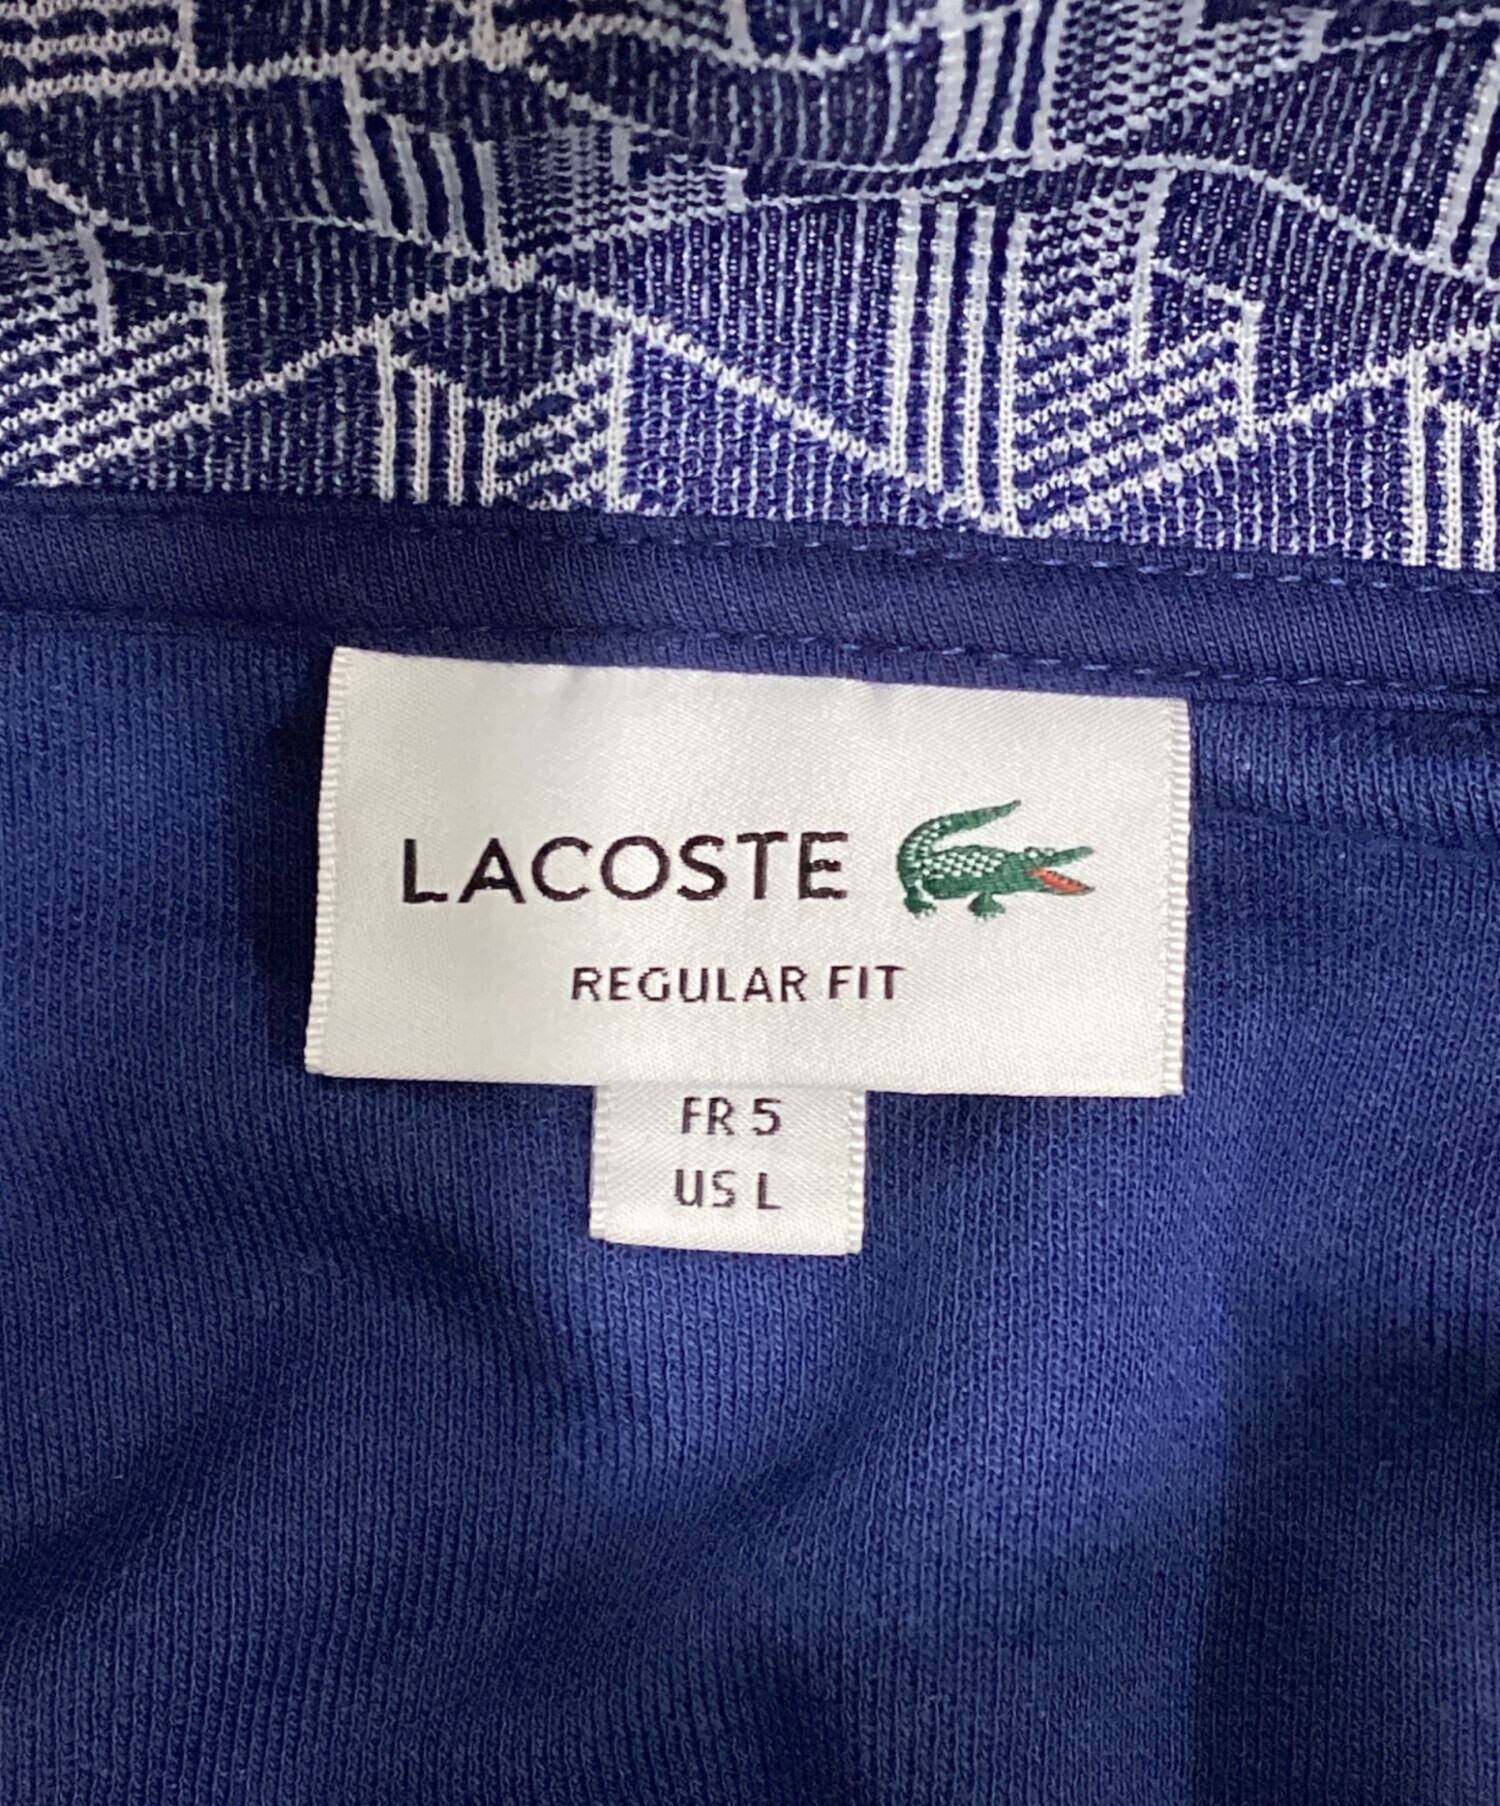 LACOSTE
REGULAR FIT
FR 5
US L